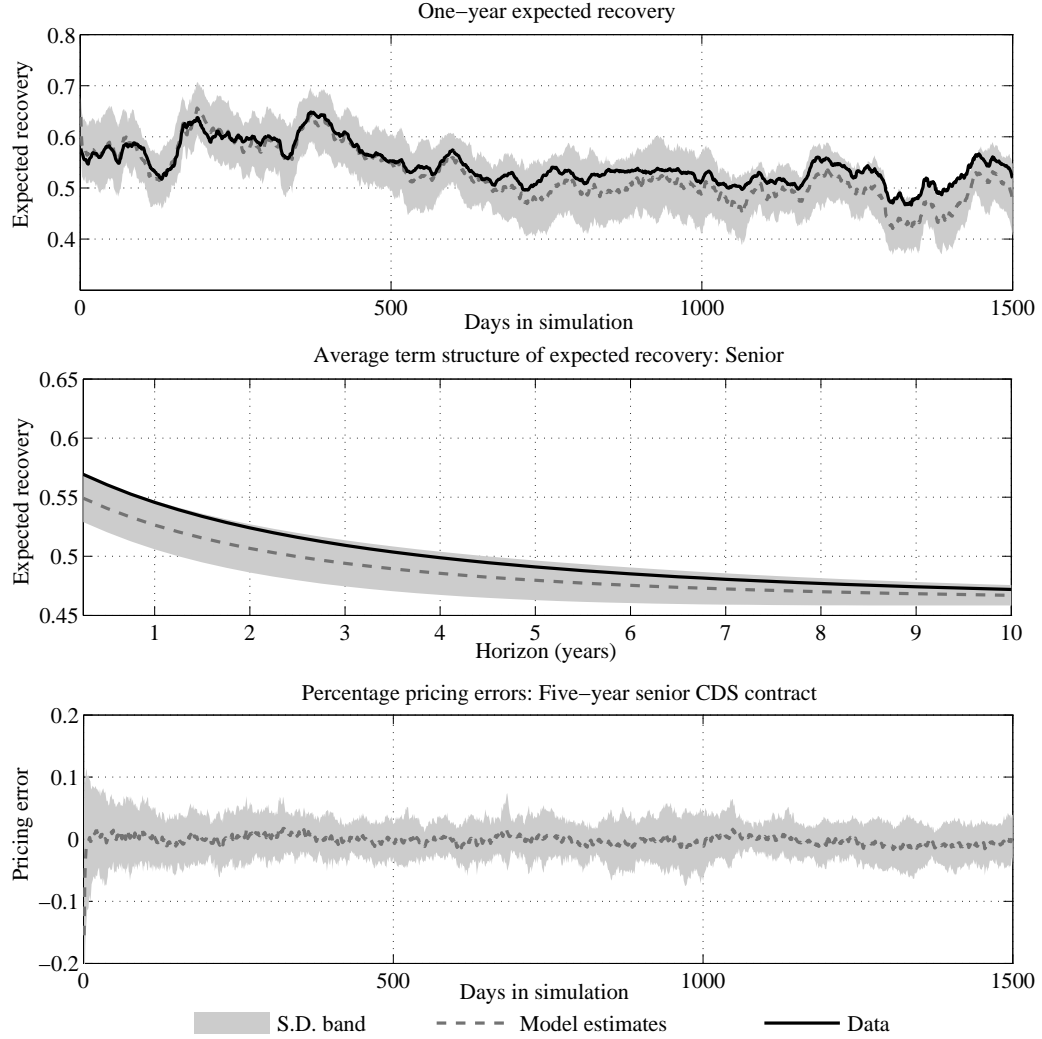 One−year expected recovery
Expected recovery
0.8
0.7
0.6
0.5
0.4
0
500
1000
1500
Days in simulation
Average term structure of expected recovery: Senior
Expected recovery
0.65
0.6
0.55
0.5
0.45
1
2
3
4
5
6
7
8
9
10
Horizon (years)
Percentage pricing errors: Five−year senior CDS contract
Pricing error
0.2
0.1
0
−0.1
−0.2
0
500
1000
1500
Days in simulation
S.D. band
Model estimates
Data